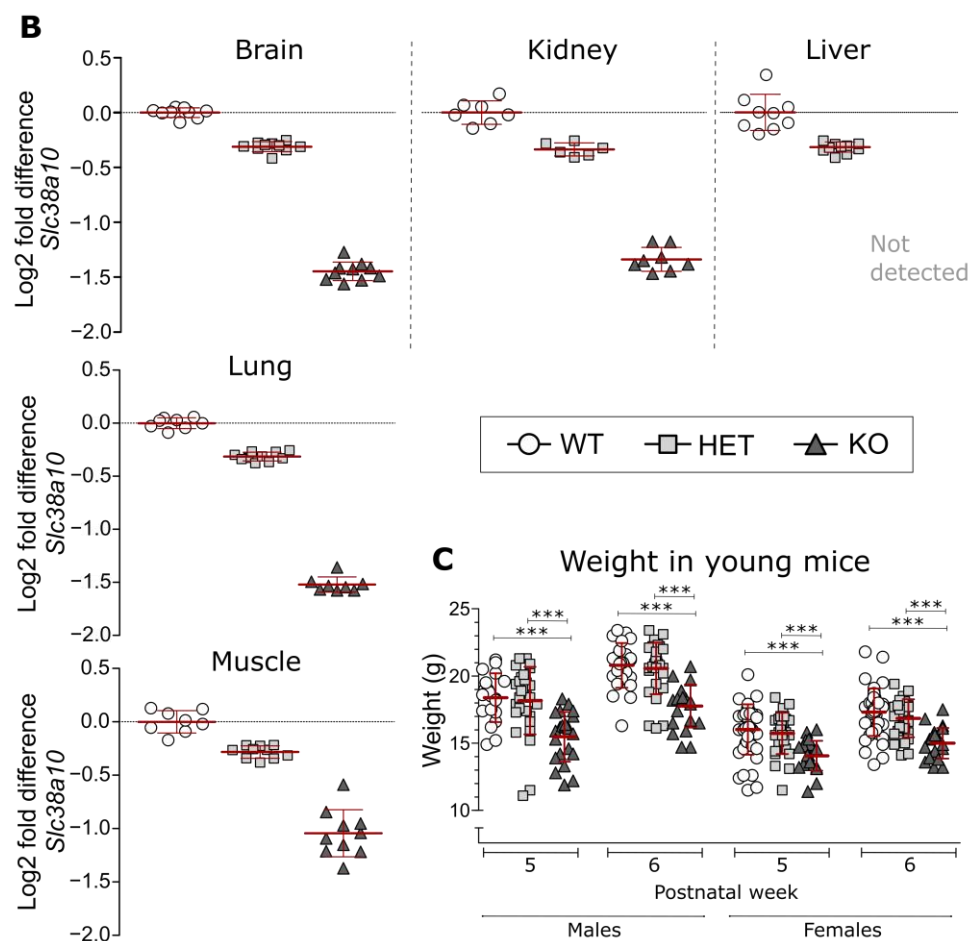 B
Brain
Kidney
Liver
Log2 fold difference
Slc38a10
0.5
0.0
−0.5
−1.0
−1.5
−2.0
Not
detected
Lung
Log2 fold difference
Slc38a10
0.5
0.0
−0.5
−1.0
−1.5
−2.0
WT HET KO
Muscle
Log2 fold difference
Slc38a10
0.5
0.0
−0.5
−1.0
−1.5
−2.0
C
Weight in young mice
Weight (g)
25
20
15
10
*** *** *** ***
*** *** *** ***
5 6 5 6
Postnatal week
Males Females